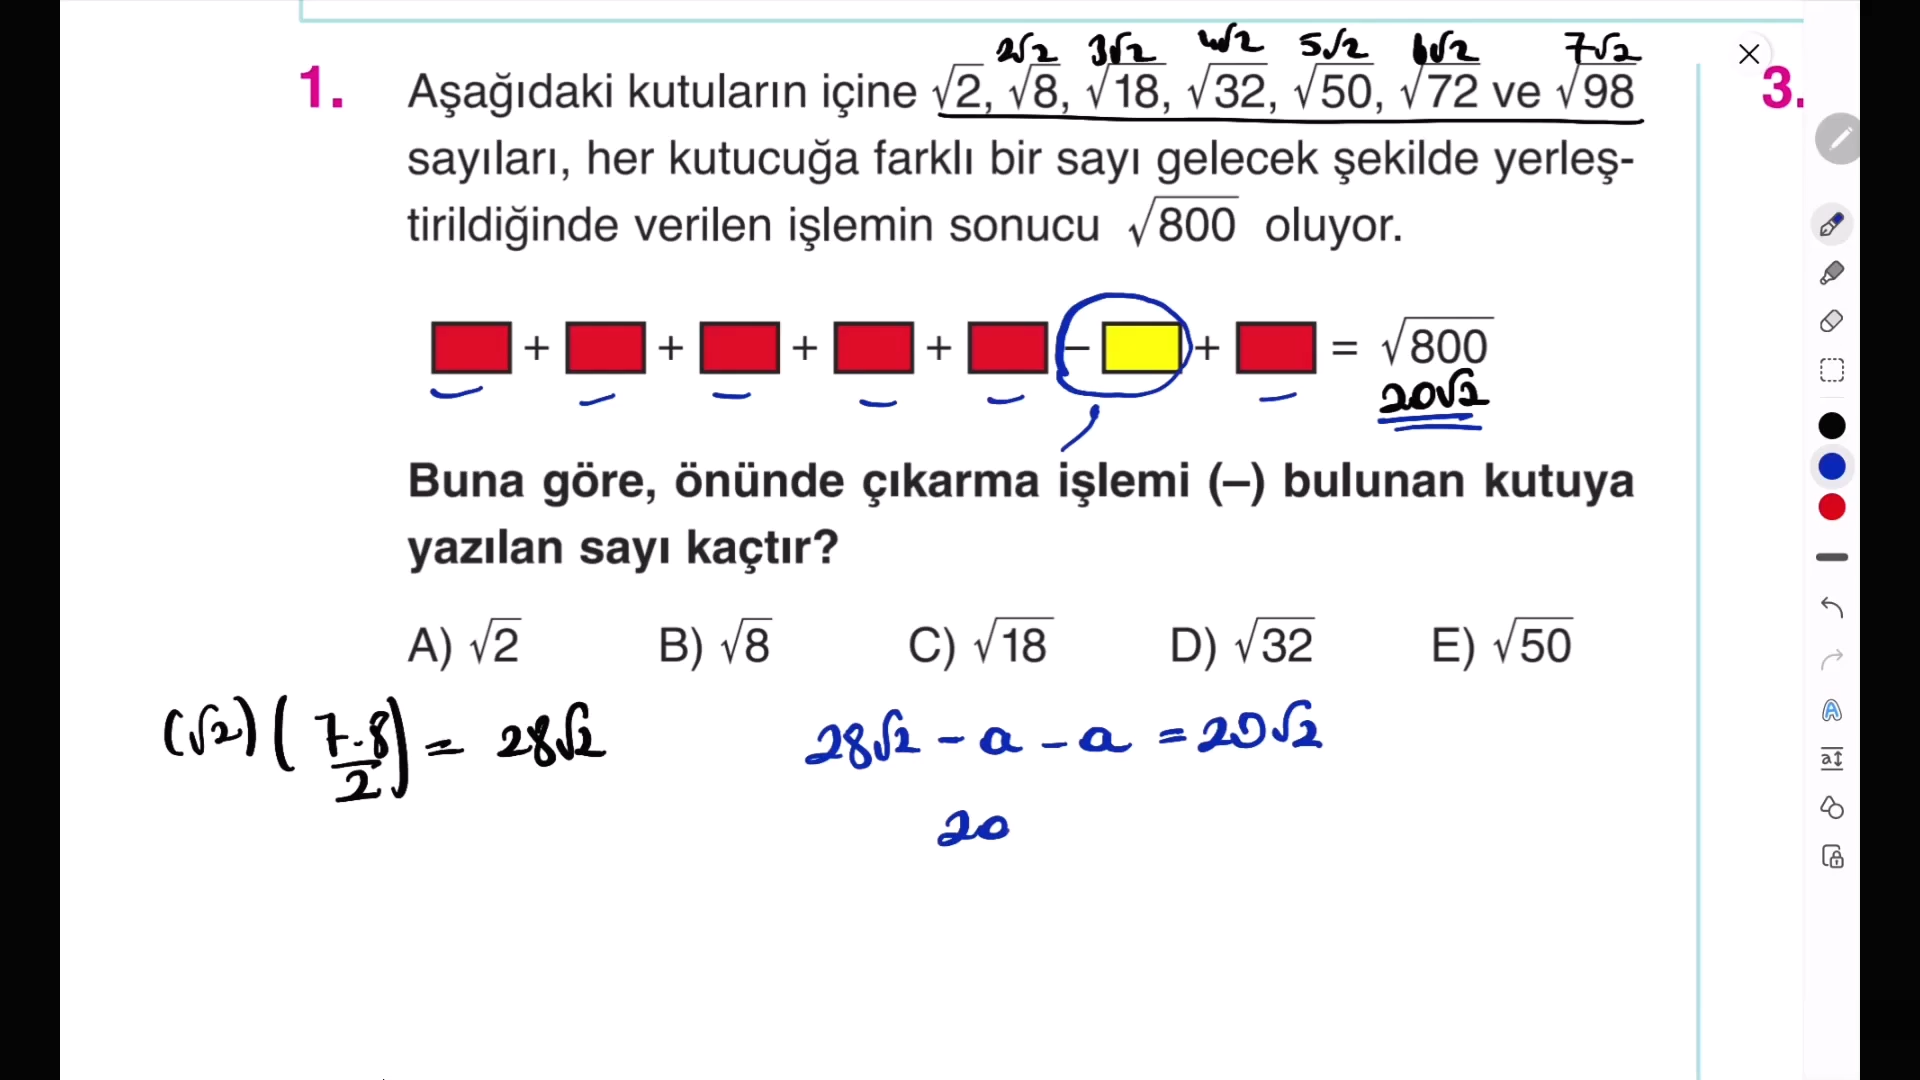 2√2 3√2 4√2 5√2 6√2 7√2
1. Aşağıdaki kutuların içine √2, √8, √18, √32, √50, √72 ve √98
sayıları, her kutucuğa farklı bir sayı gelecek şekilde yerleş-
tirildiğinde verilen işlemin sonucu √800 oluyor.
+ + + + − + = √800
20√2
Buna göre, önünde çıkarma işlemi (–) bulunan kutuya
yazılan sayı kaçtır?
A) √2 B) √8 C) √18 D) √32 E) √50
(√2) (7.8/2) = 28√2
28√2 - a - a = 20√2
20
3.